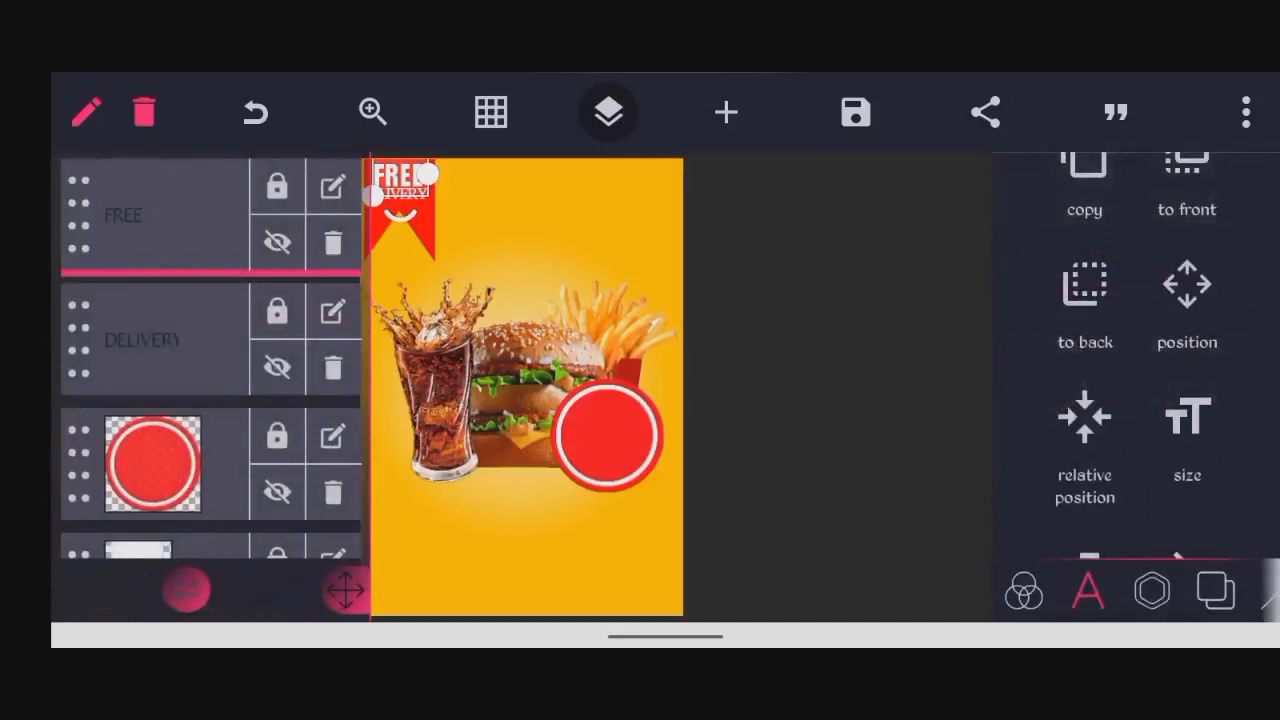 FREE
FREE
DELIVERY
DELIVERY
copy
to front
to back
position
relative
position
size